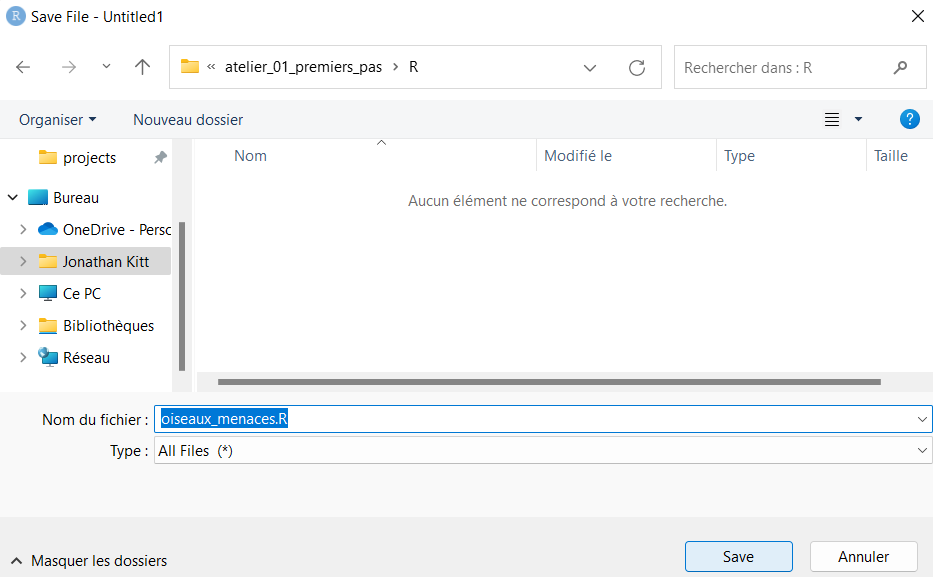 R Save File - Untitled1
« atelier_01_premiers_pas › R
Rechercher dans : R
Organiser
Nouveau dossier
?
projects
Bureau
OneDrive - Perso
Jonathan Kitt
Ce PC
Bibliothèques
Réseau
Nom
Modifié le
Type
Taille
Aucun élément ne correspond à votre recherche.
Nom du fichier : oiseaux_menaces.R
Type : All Files (*)
Masquer les dossiers
Save
Annuler